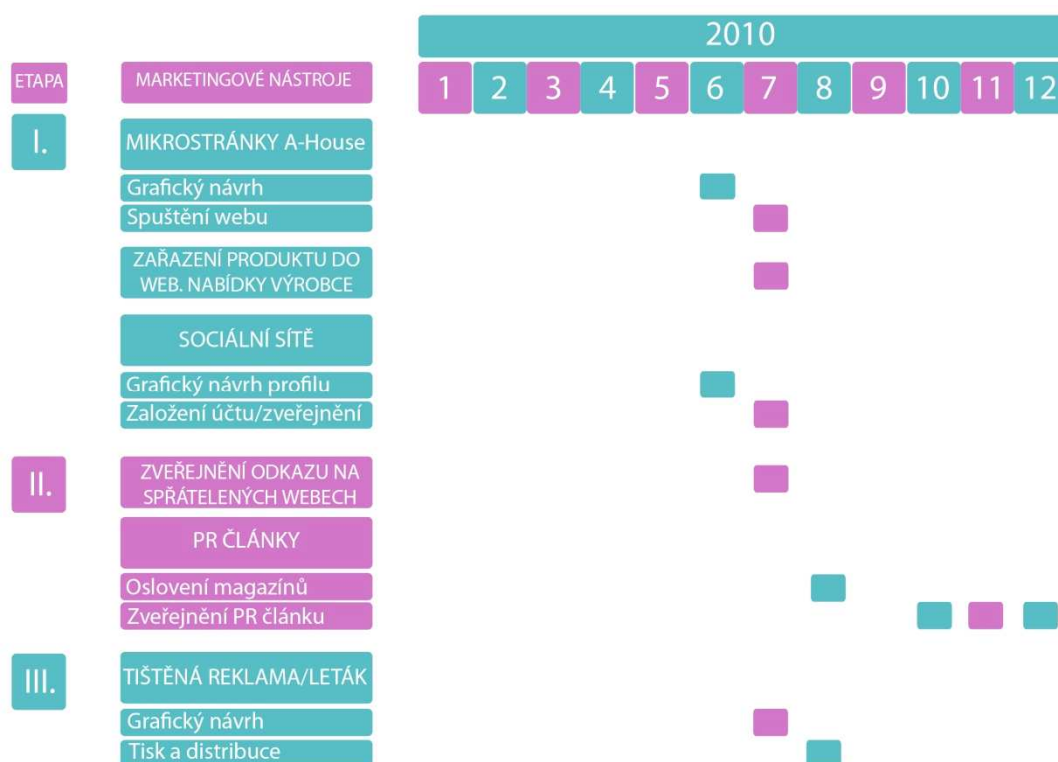 2010
ETAPA MARKETINGOVÉ NÁSTROJE 1 2 3 4 5 6 7 8 9 10 11 12
I. MIKROSTRÁNKY A-House
Grafický návrh
Spuštění webu
ZAŘAZENÍ PRODUKTU DO
WEB. NABÍDKY VÝROBCE
SOCIÁLNÍ SÍTĚ
Grafický návrh profilu
Založení účtu/zveřejnění
II. ZVEŘEJNĚNÍ ODKAZU NA
SPŘÁTELENÝCH WEBECH
PR ČLÁNKY
Oslovení magazínů
Zveřejnění PR článku
III. TIŠTĚNÁ REKLAMA/LETÁK
Grafický návrh
Tisk a distribuce